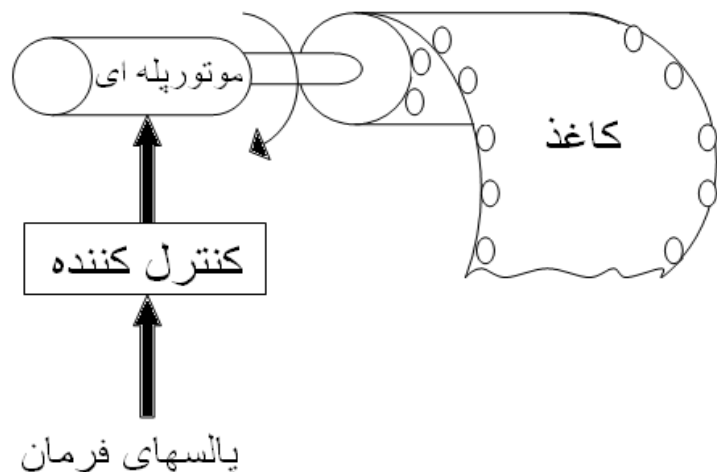 موتورپله ای
کاغذ
کنترل کننده
پالسهای فرمان